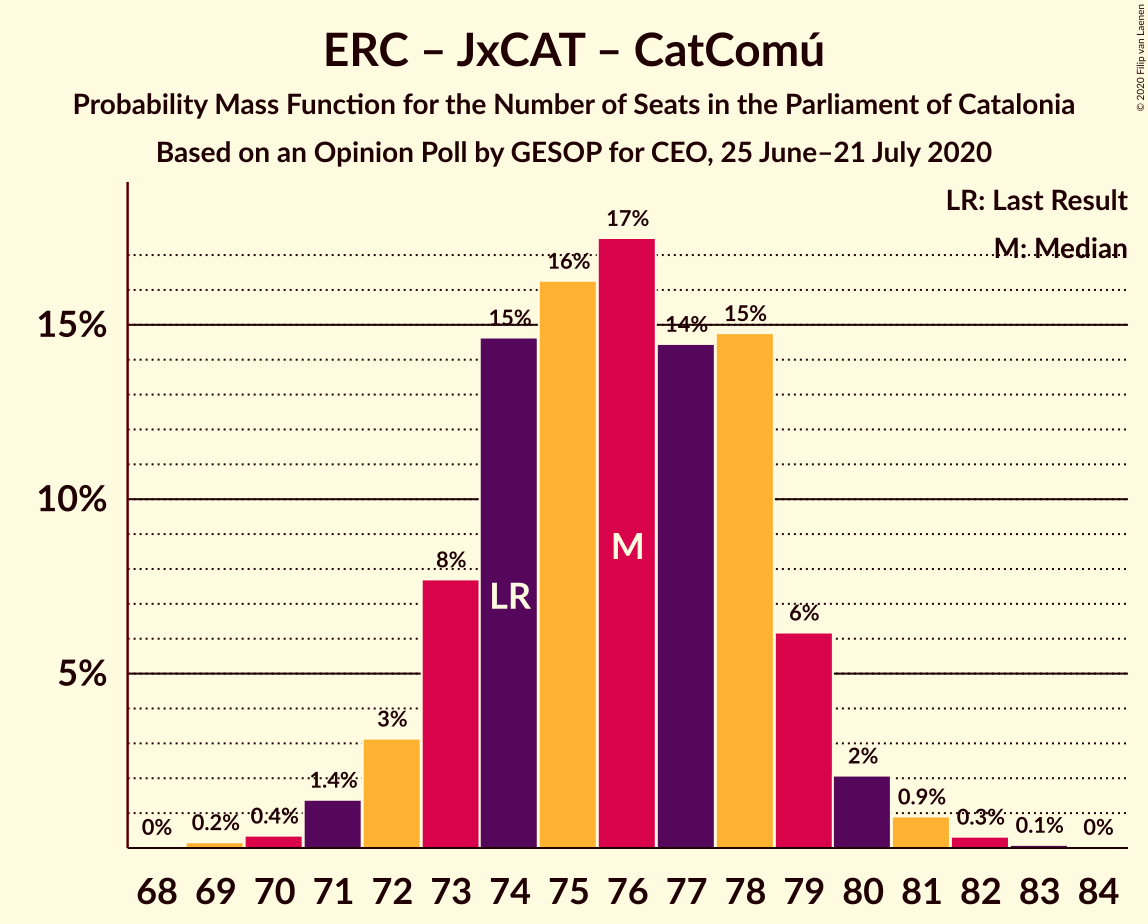 ERC – JxCAT – CatComú
Probability Mass Function for the Number of Seats in the Parliament of Catalonia
Based on an Opinion Poll by GESOP for CEO, 25 June–21 July 2020
© 2020 Filip van Laenen
LR: Last Result
M: Median
15%
10%
5%
0%
0.2%
0.4%
1.4%
3%
8%
15%
16%
17%
14%
15%
6%
2%
0.9%
0.3%
0.1%
0%
LR
M
68 69 70 71 72 73 74 75 76 77 78 79 80 81 82 83 84